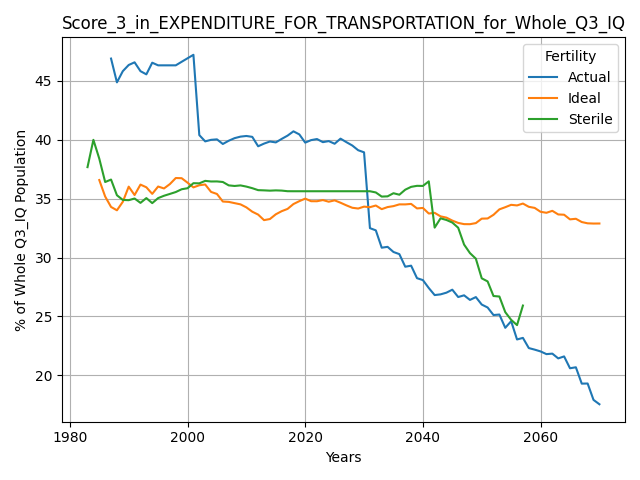 Score_3_in_EXPENDITURE_FOR_TRANSPORTATION_for_Whole_Q3_IQ
Fertility
Actual
Ideal
Sterile
% of Whole Q3_IQ Population
45
40
35
30
25
20
1980
2000
2020
2040
2060
Years